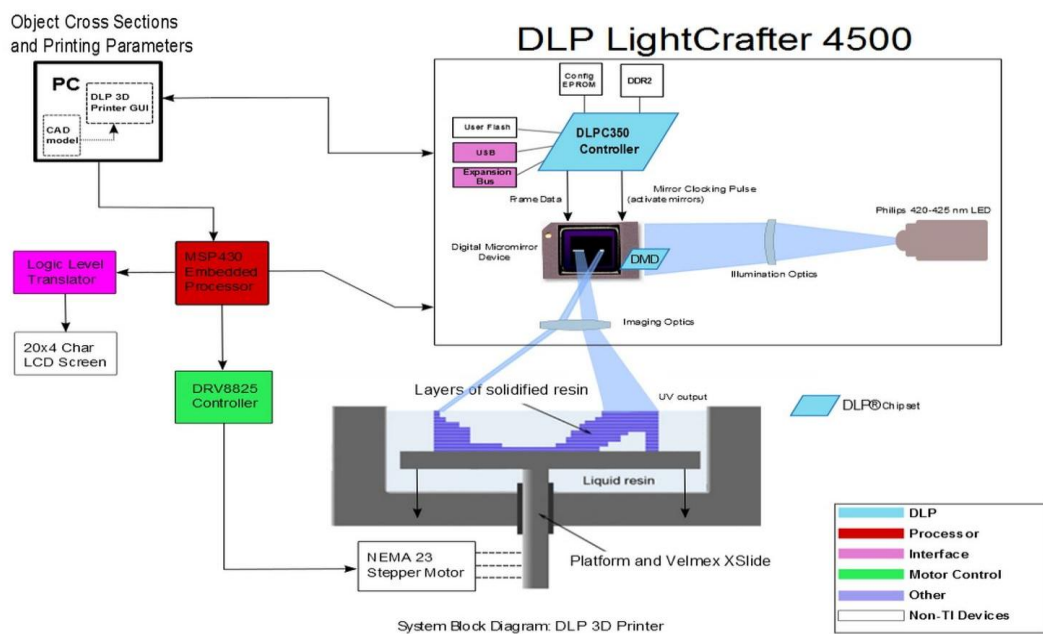 Object Cross Sections
and Printing Parameters
DLP LightCrafter 4500
PC
DLP 3D
Printer GUI
CAD
model
Config
EPROM
DDR2
User Flash
USB
Expansion
Bus
DLPC350
Controller
Frame Data
Mirror Clocking Pulse
(activate mirrors)
Philips 420-425 nm LED
Digital Micromirror
Device
DMD
Illumination Optics
Imaging Optics
Logic Level
Translator
MSP430
Embedded
Processor
20x4 Char
LCD Screen
DRV8825
Controller
Layers of solidified resin
UV output
DLP® Chipset
Liquid resin
NEMA 23
Stepper Motor
Platform and Velmex XSlide
DLP
Processor
Interface
Motor Control
Other
Non-TI Devices
System Block Diagram: DLP 3D Printer